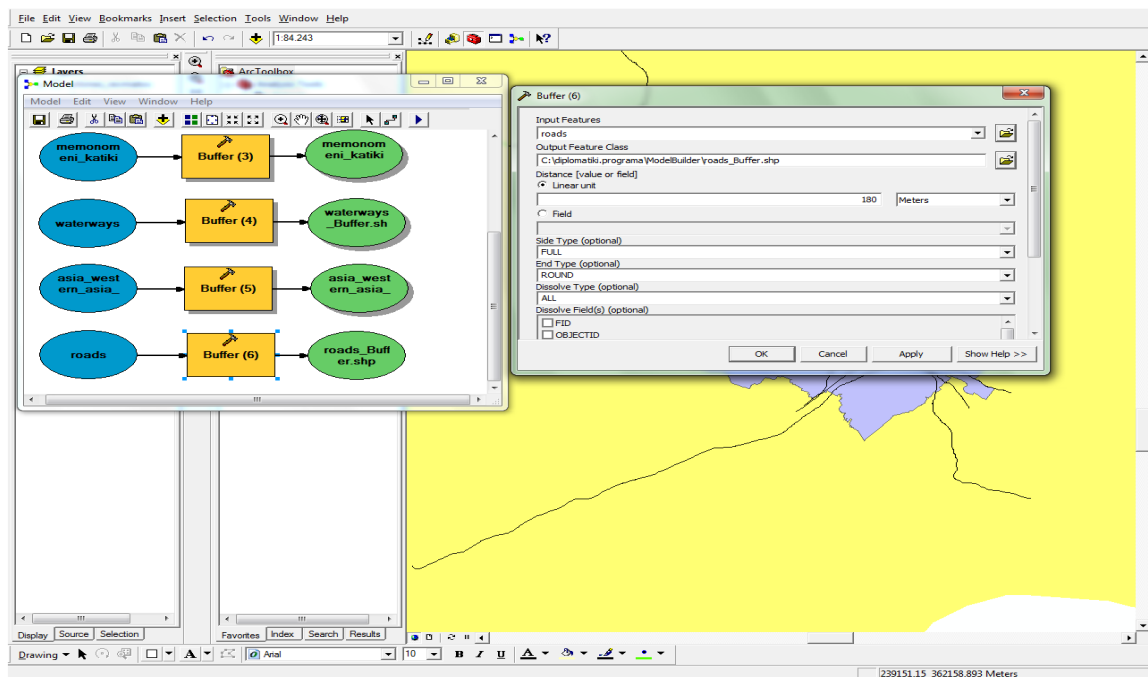 File Edit View Bookmarks Insert Selection Tools Window Help
1:84.243
Layers
ArcToolbox
Model
Model Edit View Window Help
memonom
eni_katiki
Buffer (3)
memonom
eni_katiki
waterways
Buffer (4)
waterways
_Buffer.sh
asia_west
ern_asia_
Buffer (5)
asia_west
ern_asia_
roads
Buffer (6)
roads_Buff
er.shp
Buffer (6)
Input Features
roads
Output Feature Class
C:\diplomatiki.programa\ModelBuilder\roads_Buffer.shp
Distance [value or field]
Linear unit
180 Meters
Field
Side Type (optional)
FULL
End Type (optional)
ROUND
Dissolve Type (optional)
ALL
Dissolve Field(s) (optional)
FID
OBJECTID
OK Cancel Apply Show Help >>
Display Source Selection
Favorites Index Search Results
Drawing A Arial 10 B I U A
239151.15 362158.893 Meters